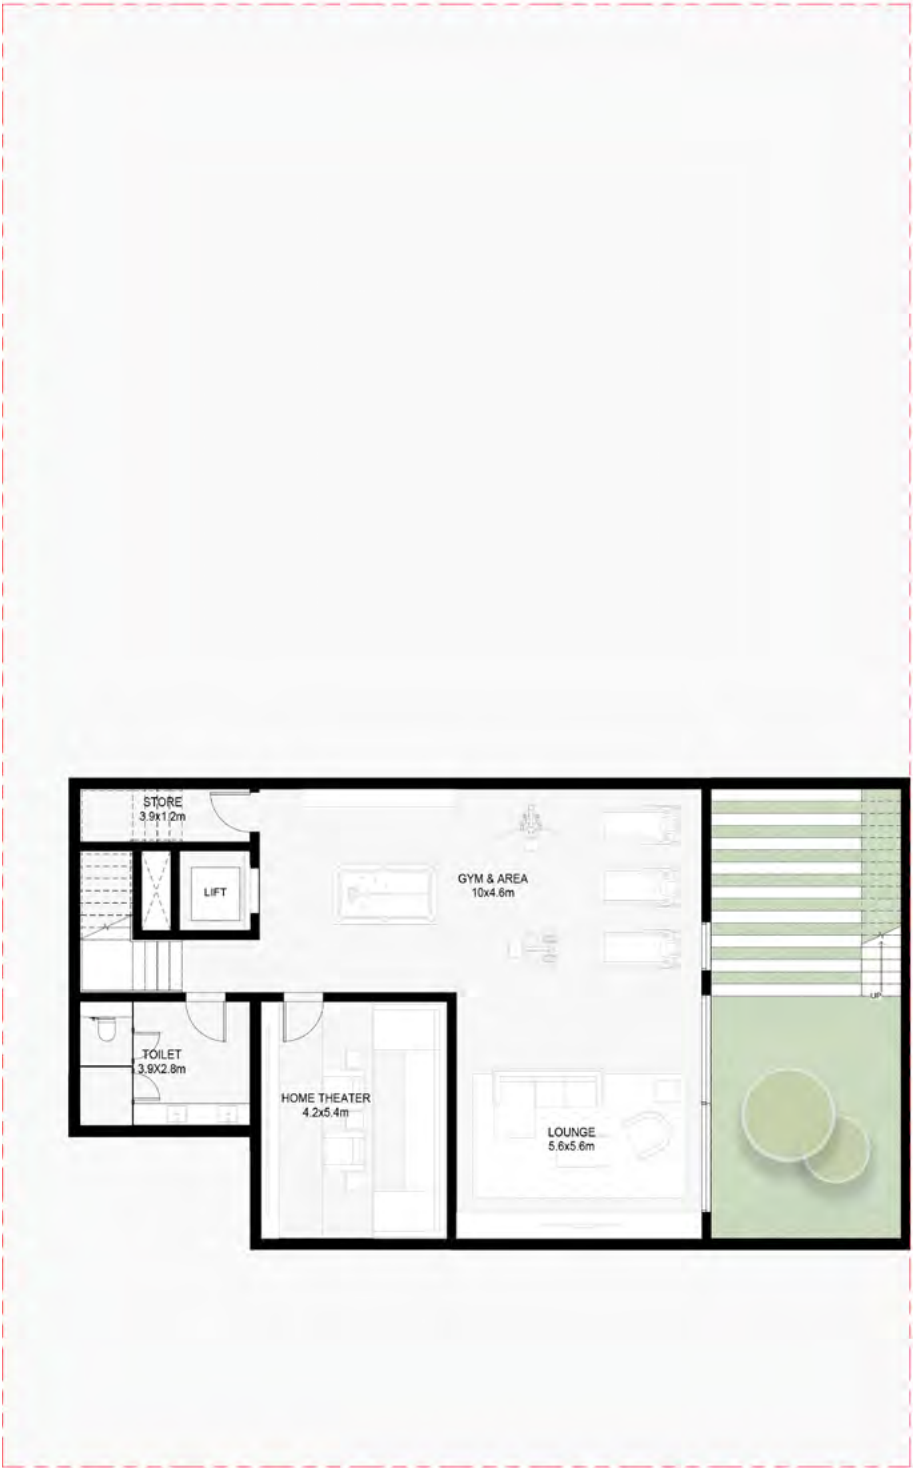 STORE
3.9x1.2m
LIFT
GYM & AREA
10x4.6m
UP
TOILET
3.9X2.8m
HOME THEATER
4.2x5.4m
LOUNGE
5.6x5.6m